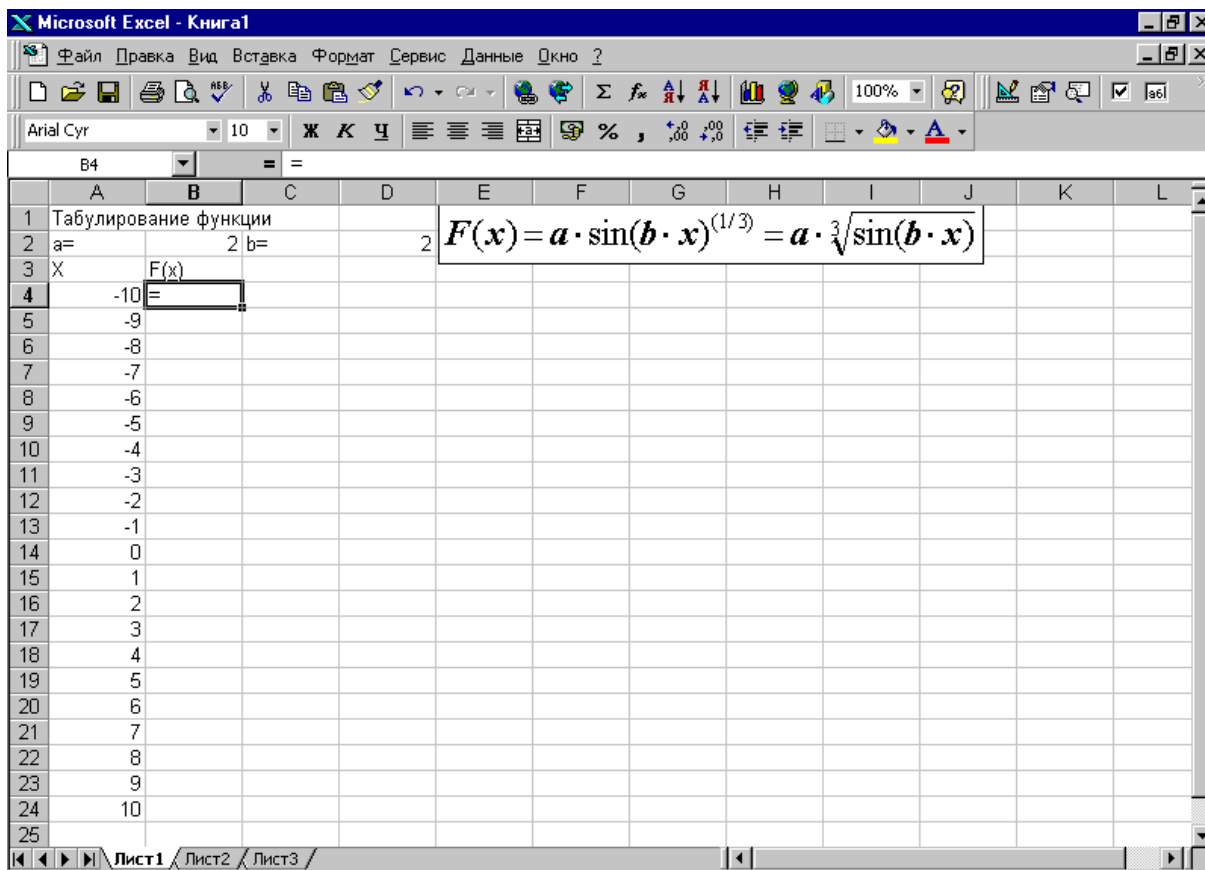 Microsoft Excel - Книга1
Файл Правка Вид Вставка Формат Сервис Данные Окно ?
100%
Arial Cyr 10 Ж К Ч % ,
B4 = =
A B C D E F G H I J K L
1 Табулирование функции
2 a= 2 b= 2
F(x) = a · sin(b · x)^(1/3) = a · ∛sin(b · x)
3 X F(x)
4 -10 =
5 -9
6 -8
7 -7
8 -6
9 -5
10 -4
11 -3
12 -2
13 -1
14 0
15 1
16 2
17 3
18 4
19 5
20 6
21 7
22 8
23 9
24 10
25
Лист1 Лист2 Лист3